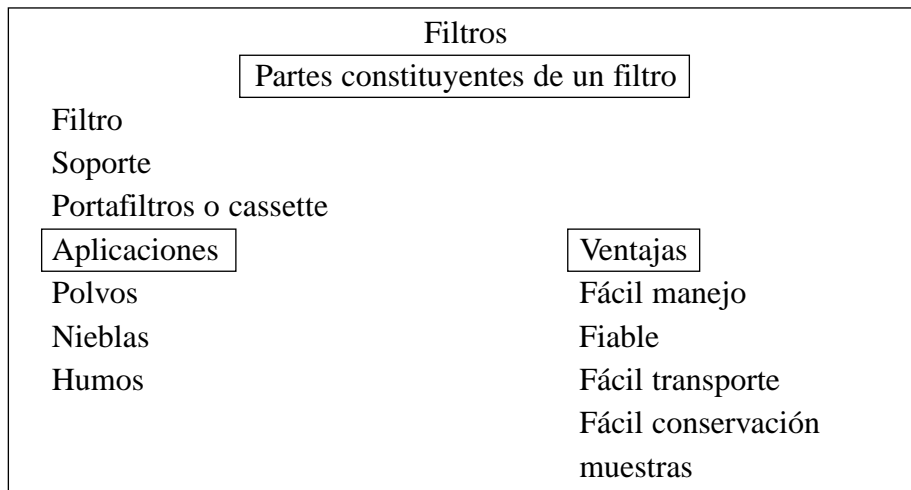 Filtros
Partes constituyentes de un filtro
Filtro
Soporte
Portafiltros o cassette
Aplicaciones
Polvos
Nieblas
Humos
Ventajas
Fácil manejo
Fiable
Fácil transporte
Fácil conservación
muestras